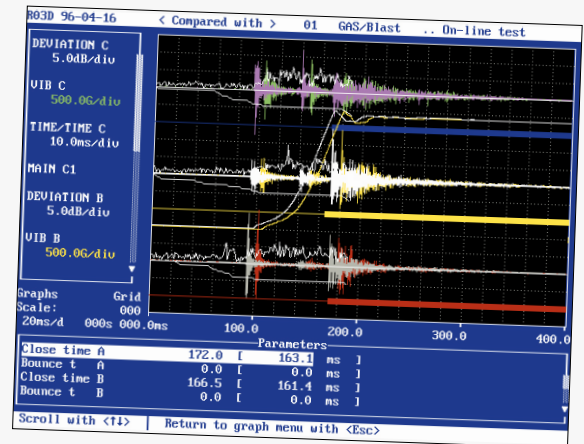 R03D 96-04-16 < Compared with > 01 GAS/Blast .. On-line test
DEVIATION C
5.0dB/div
VIB C
500.0G/div
TIME/TIME C
10.0ms/div
MAIN C1
DEVIATION B
5.0dB/div
VIB B
500.0G/div
Graphs Grid
Scale: 000
20ms/d 000s 000.0ms 100.0 200.0 300.0 400.0
Parameters
Close time A 172.0 [ 163.1 ms ]
Bounce t A 0.0 [ 0.0 ms ]
Close time B 166.5 [ 161.4 ms ]
Bounce t B 0.0 [ 0.0 ms ]
Scroll with <↑↓> | Return to graph menu with <Esc>